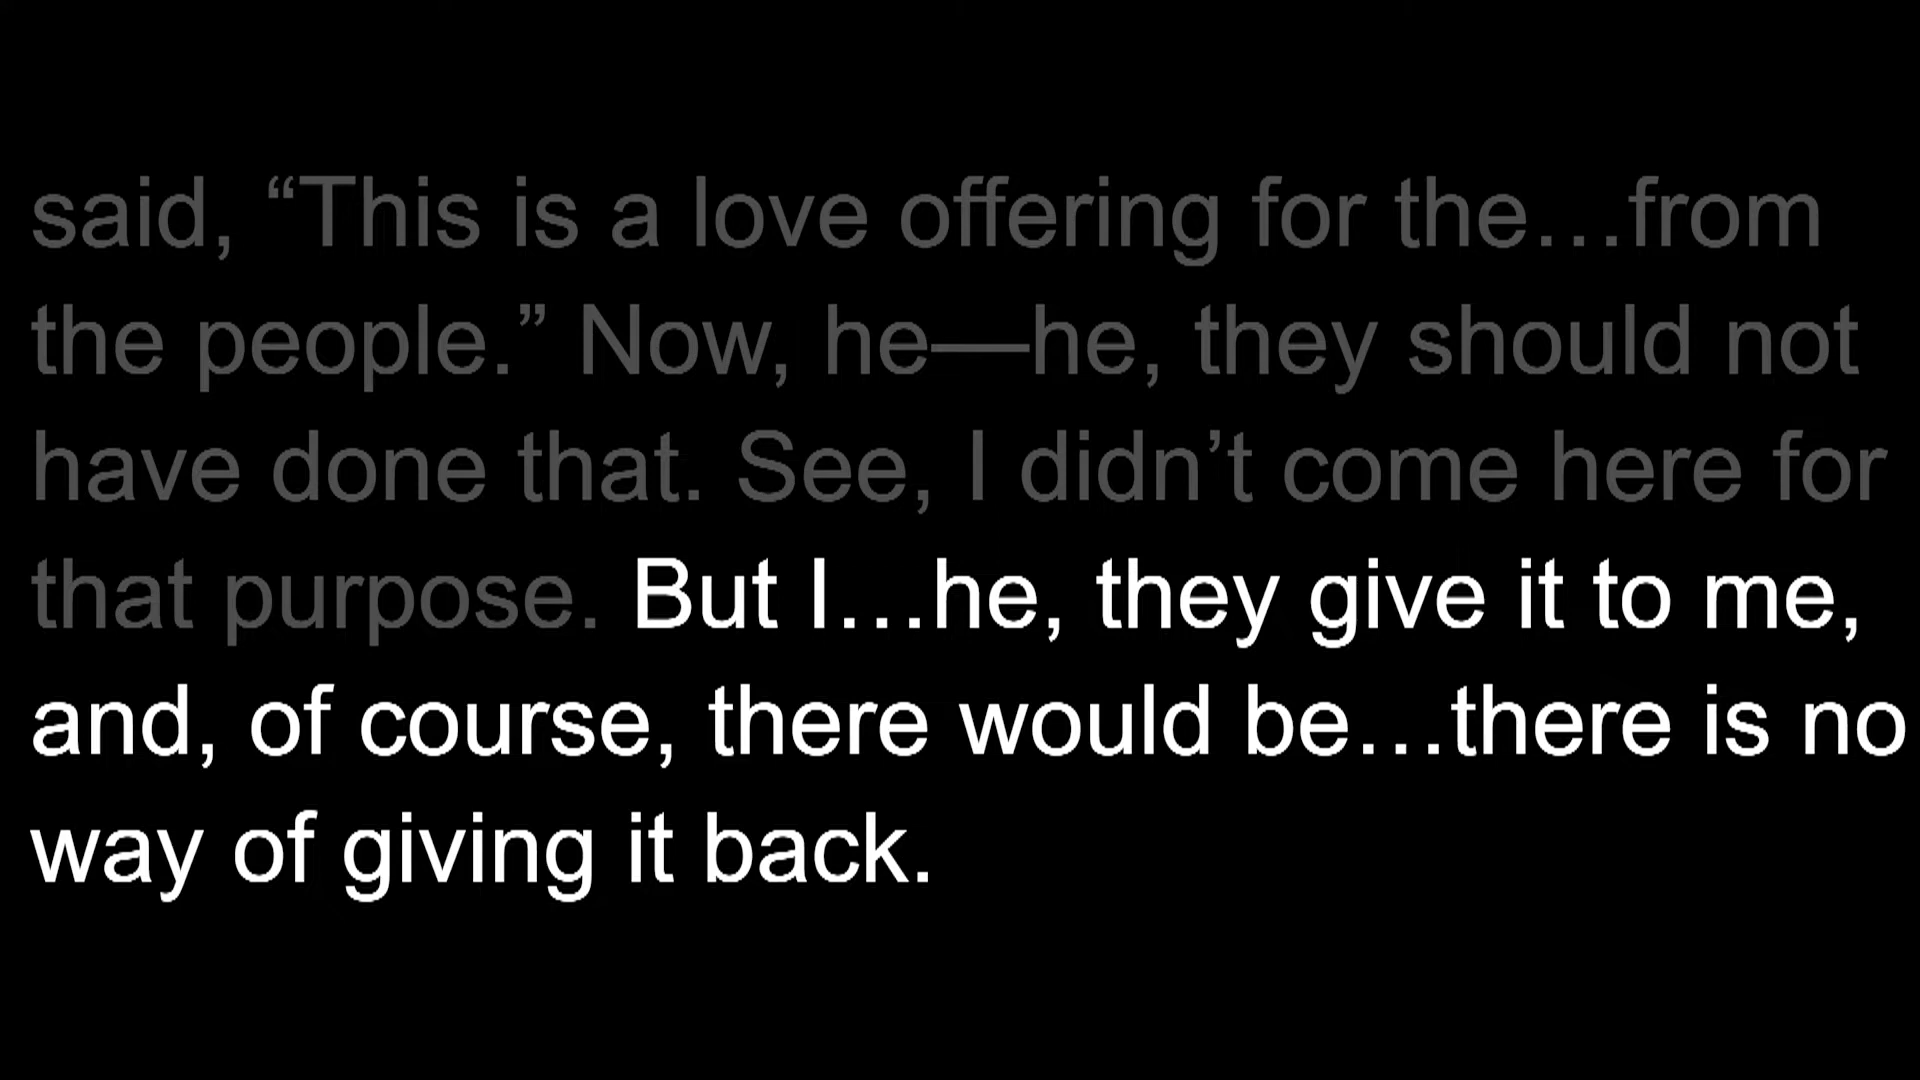 said, “This is a love offering for the…from
the people.” Now, he—he, they should not
have done that. See, I didn’t come here for
that purpose. But I…he, they give it to me,
and, of course, there would be…there is no
way of giving it back.